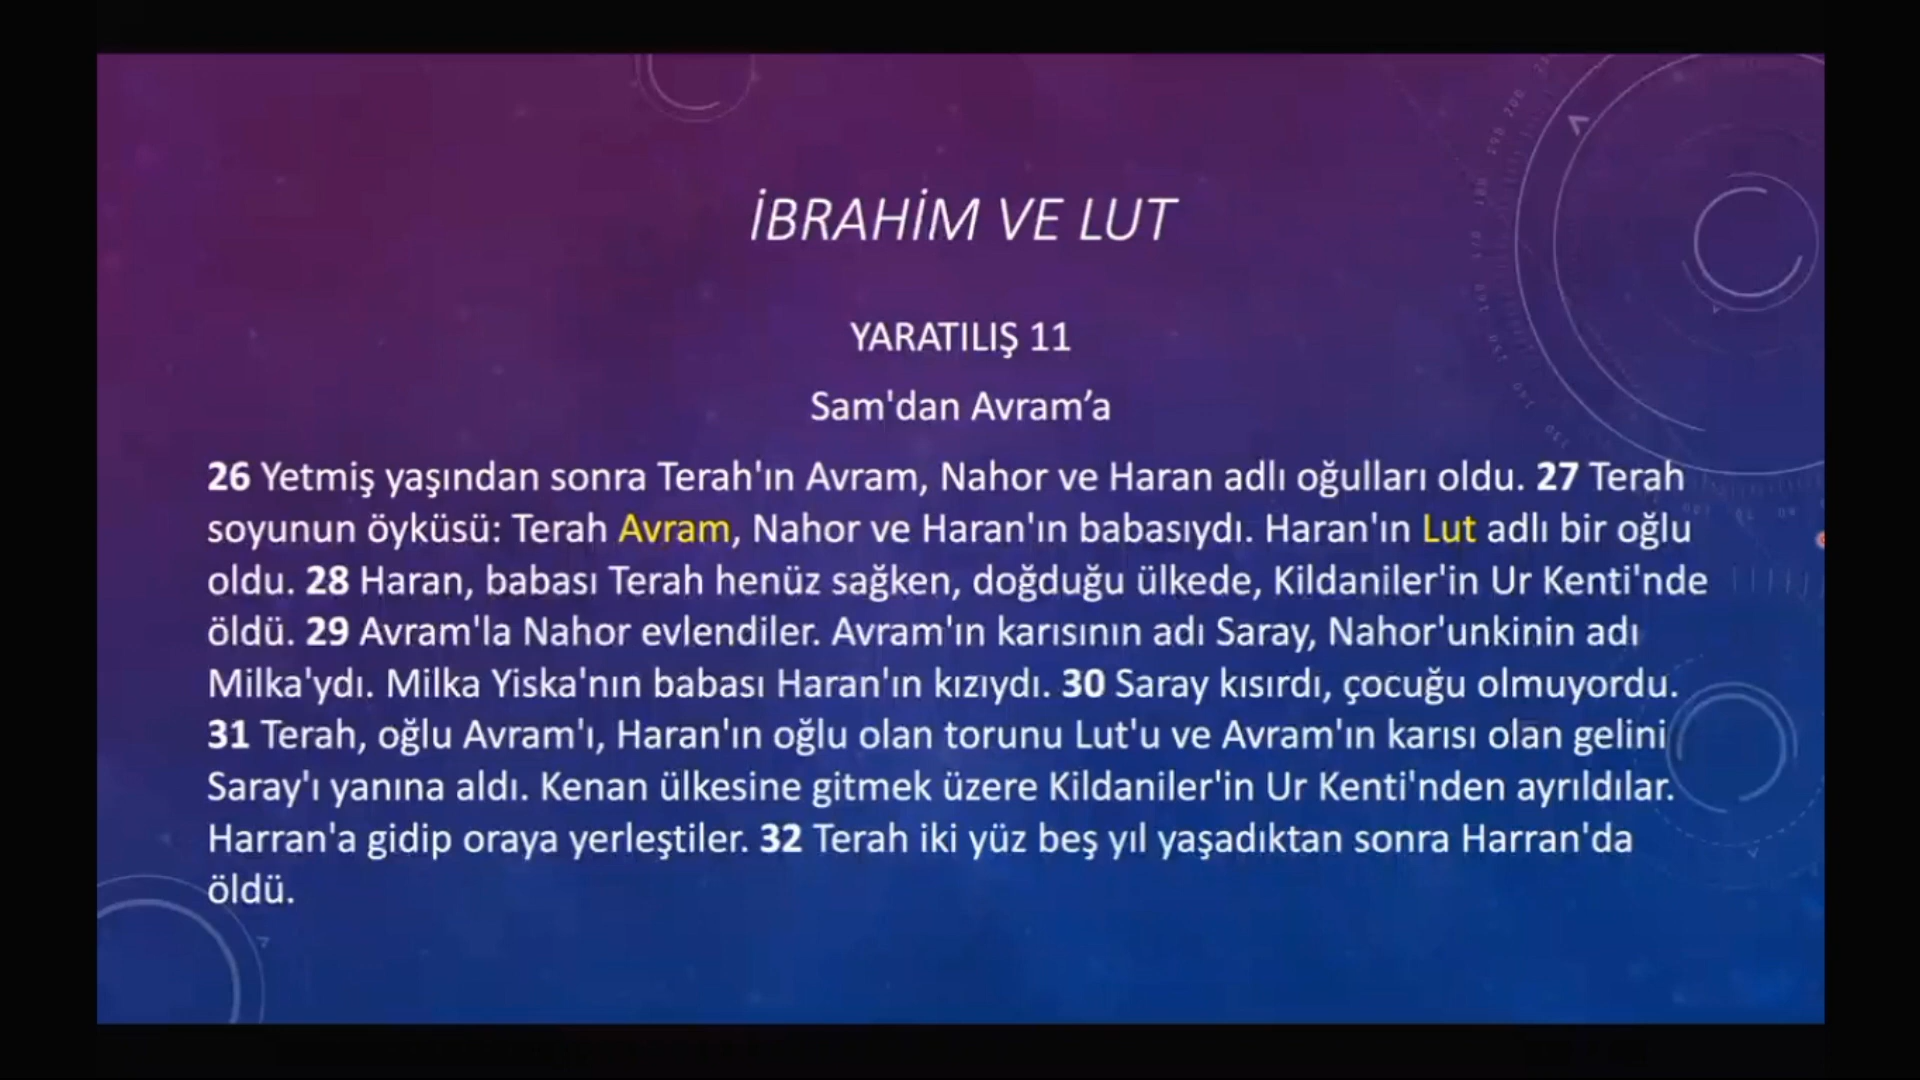 İBRAHİM VE LUT
YARATILIŞ 11
Sam'dan Avram’a
26 Yetmiş yaşından sonra Terah'ın Avram, Nahor ve Haran adlı oğulları oldu. 27 Terah
soyunun öyküsü: Terah Avram, Nahor ve Haran'ın babasıydı. Haran'ın Lut adlı bir oğlu
oldu. 28 Haran, babası Terah henüz sağken, doğduğu ülkede, Kildaniler'in Ur Kenti'nde
öldü. 29 Avram'la Nahor evlendiler. Avram'ın karısının adı Saray, Nahor'unkinin adı
Milka'ydı. Milka Yiska'nın babası Haran'ın kızıydı. 30 Saray kısırdı, çocuğu olmuyordu.
31 Terah, oğlu Avram'ı, Haran'ın oğlu olan torunu Lut'u ve Avram'ın karısı olan gelini
Saray'ı yanına aldı. Kenan ülkesine gitmek üzere Kildaniler'in Ur Kenti'nden ayrıldılar.
Harran'a gidip oraya yerleştiler. 32 Terah iki yüz beş yıl yaşadıktan sonra Harran'da
öldü.